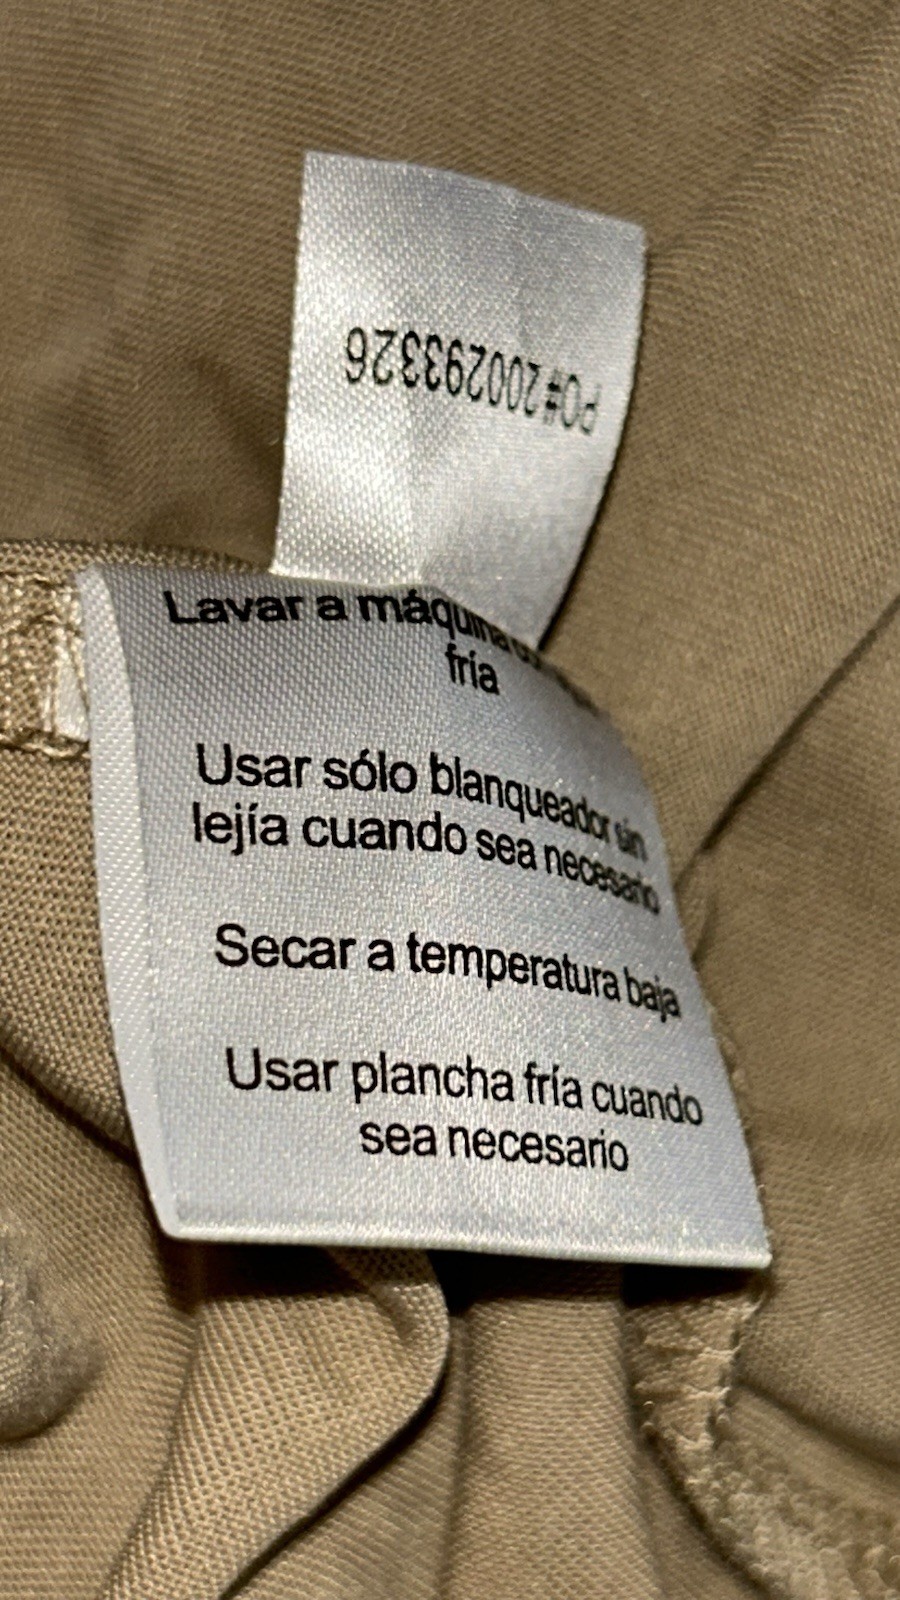 PO#200293326
Lavar a máquina
fría
Usar sólo blanqueador sin
lejía cuando sea necesario
Secar a temperatura baja
Usar plancha fría cuando
sea necesario